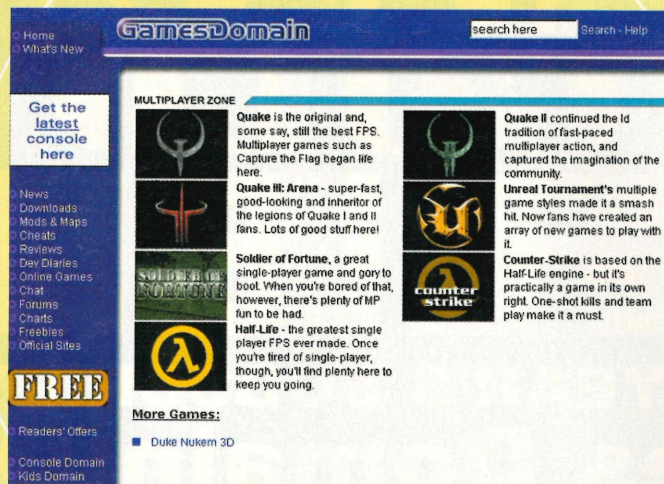 GamesDomain
search here
Search - Help
Home
What's New
Get the
latest
console
here
News
Downloads
Mods & Maps
Cheats
Reviews
Dev Diaries
Online Games
Chat
Forums
Charts
Freebies
Official Sites
FREE
Readers' Offers
Console Domain
Kids Domain
MULTIPLAYER ZONE
Quake is the original and,
some say, still the best FPS.
Multiplayer games such as
Capture the Flag began life
here.
Quake III: Arena - super-fast,
good-looking and inheritor of
the legions of Quake I and II
fans. Lots of good stuff here!
SOLDIER OF
FORTUNE
Soldier of Fortune, a great
single-player game and gory to
boot. When you're bored of that,
however, there's plenty of MP
fun to be had.
Half-Life - the greatest single
player FPS ever made. Once
you're tired of single-player,
though, you'll find plenty here to
keep you going.
Quake II continued the Id
tradition of fast-paced
multiplayer action, and
captured the imagination of the
community.
Unreal Tournament's multiple
game styles made it a smash
hit. Now fans have created an
array of new games to play with
it.
counter
strike
Counter-Strike is based on the
Half-Life engine - but it's
practically a game in its own
right. One-shot kills and team
play make it a must.
More Games:
Duke Nukem 3D